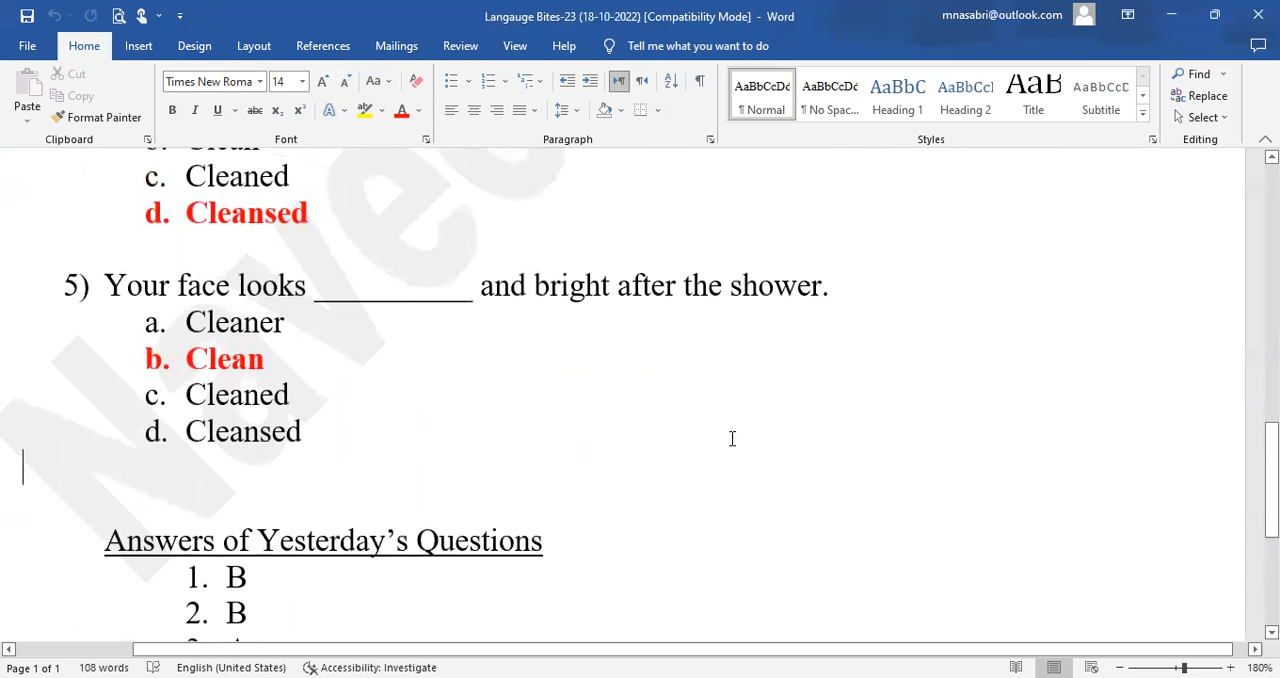 Langauge Bites-23 (18-10-2022) [Compatibility Mode] - Word
mnasabri@outlook.com
File Home Insert Design Layout References Mailings Review View Help Tell me what you want to do
Paste
Cut
Copy
Format Painter
Clipboard
Times New Roma 14
Font
Paragraph
AaBbCcDd AaBbCcDd AaBbC AaBbCcI AaB AaBbCcD
¶ Normal ¶ No Spac... Heading 1 Heading 2 Title Subtitle
Styles
Find
Replace
Select
Editing
c. Cleaned
d. Cleansed
5) Your face looks __________ and bright after the shower.
a. Cleaner
b. Clean
c. Cleaned
d. Cleansed
Answers of Yesterday’s Questions
1. B
2. B
Page 1 of 1 108 words English (United States) Accessibility: Investigate 180%